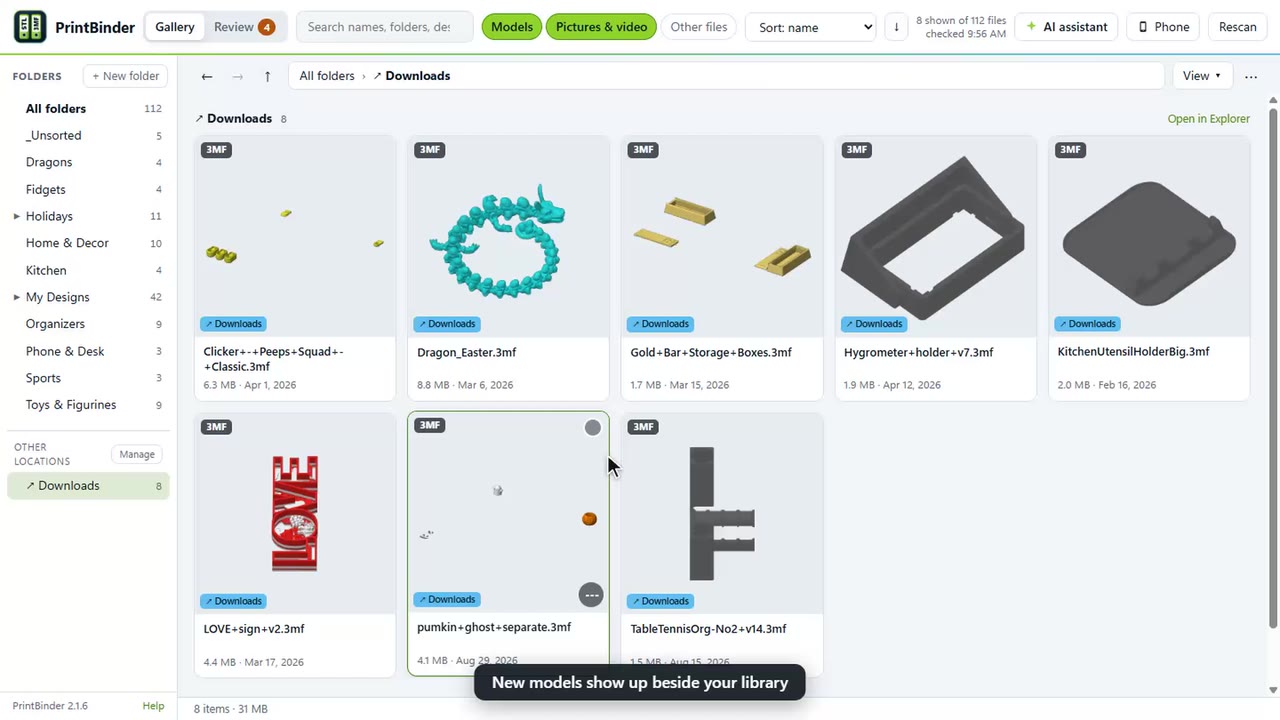 PrintBinder
Gallery
Review 4
Search names, folders, de
Models
Pictures & video
Other files
Sort: name
↓
8 shown of 112 files
checked 9:56 AM
AI assistant
Phone
Rescan
FOLDERS
+ New folder
All folders 112
_Unsorted 5
Dragons 4
Fidgets 4
Holidays 11
Home & Decor 10
Kitchen 4
My Designs 42
Organizers 9
Phone & Desk 3
Sports 3
Toys & Figurines 9
OTHER LOCATIONS
Manage
↗ Downloads 8
PrintBinder 2.1.6
Help
← → ↑
All folders › ↗ Downloads
View ▾
...
↗ Downloads 8
Open in Explorer
3MF
↗ Downloads
Clicker+-+Peeps+Squad+-
+Classic.3mf
6.3 MB · Apr 1, 2026
3MF
↗ Downloads
Dragon_Easter.3mf
8.8 MB · Mar 6, 2026
3MF
↗ Downloads
Gold+Bar+Storage+Boxes.3mf
1.7 MB · Mar 15, 2026
3MF
↗ Downloads
Hygrometer+holder+v7.3mf
1.9 MB · Apr 12, 2026
3MF
↗ Downloads
KitchenUtensilHolderBig.3mf
2.0 MB · Feb 16, 2026
3MF
LOVE
↗ Downloads
LOVE+sign+v2.3mf
4.4 MB · Mar 17, 2026
3MF
↗ Downloads
pumkin+ghost+separate.3mf
4.1 MB · Aug 29, 2026
3MF
↗ Downloads
TableTennisOrg-No2+v14.3mf
1.5 MB · Aug 15, 2026
New models show up beside your library
8 items · 31 MB